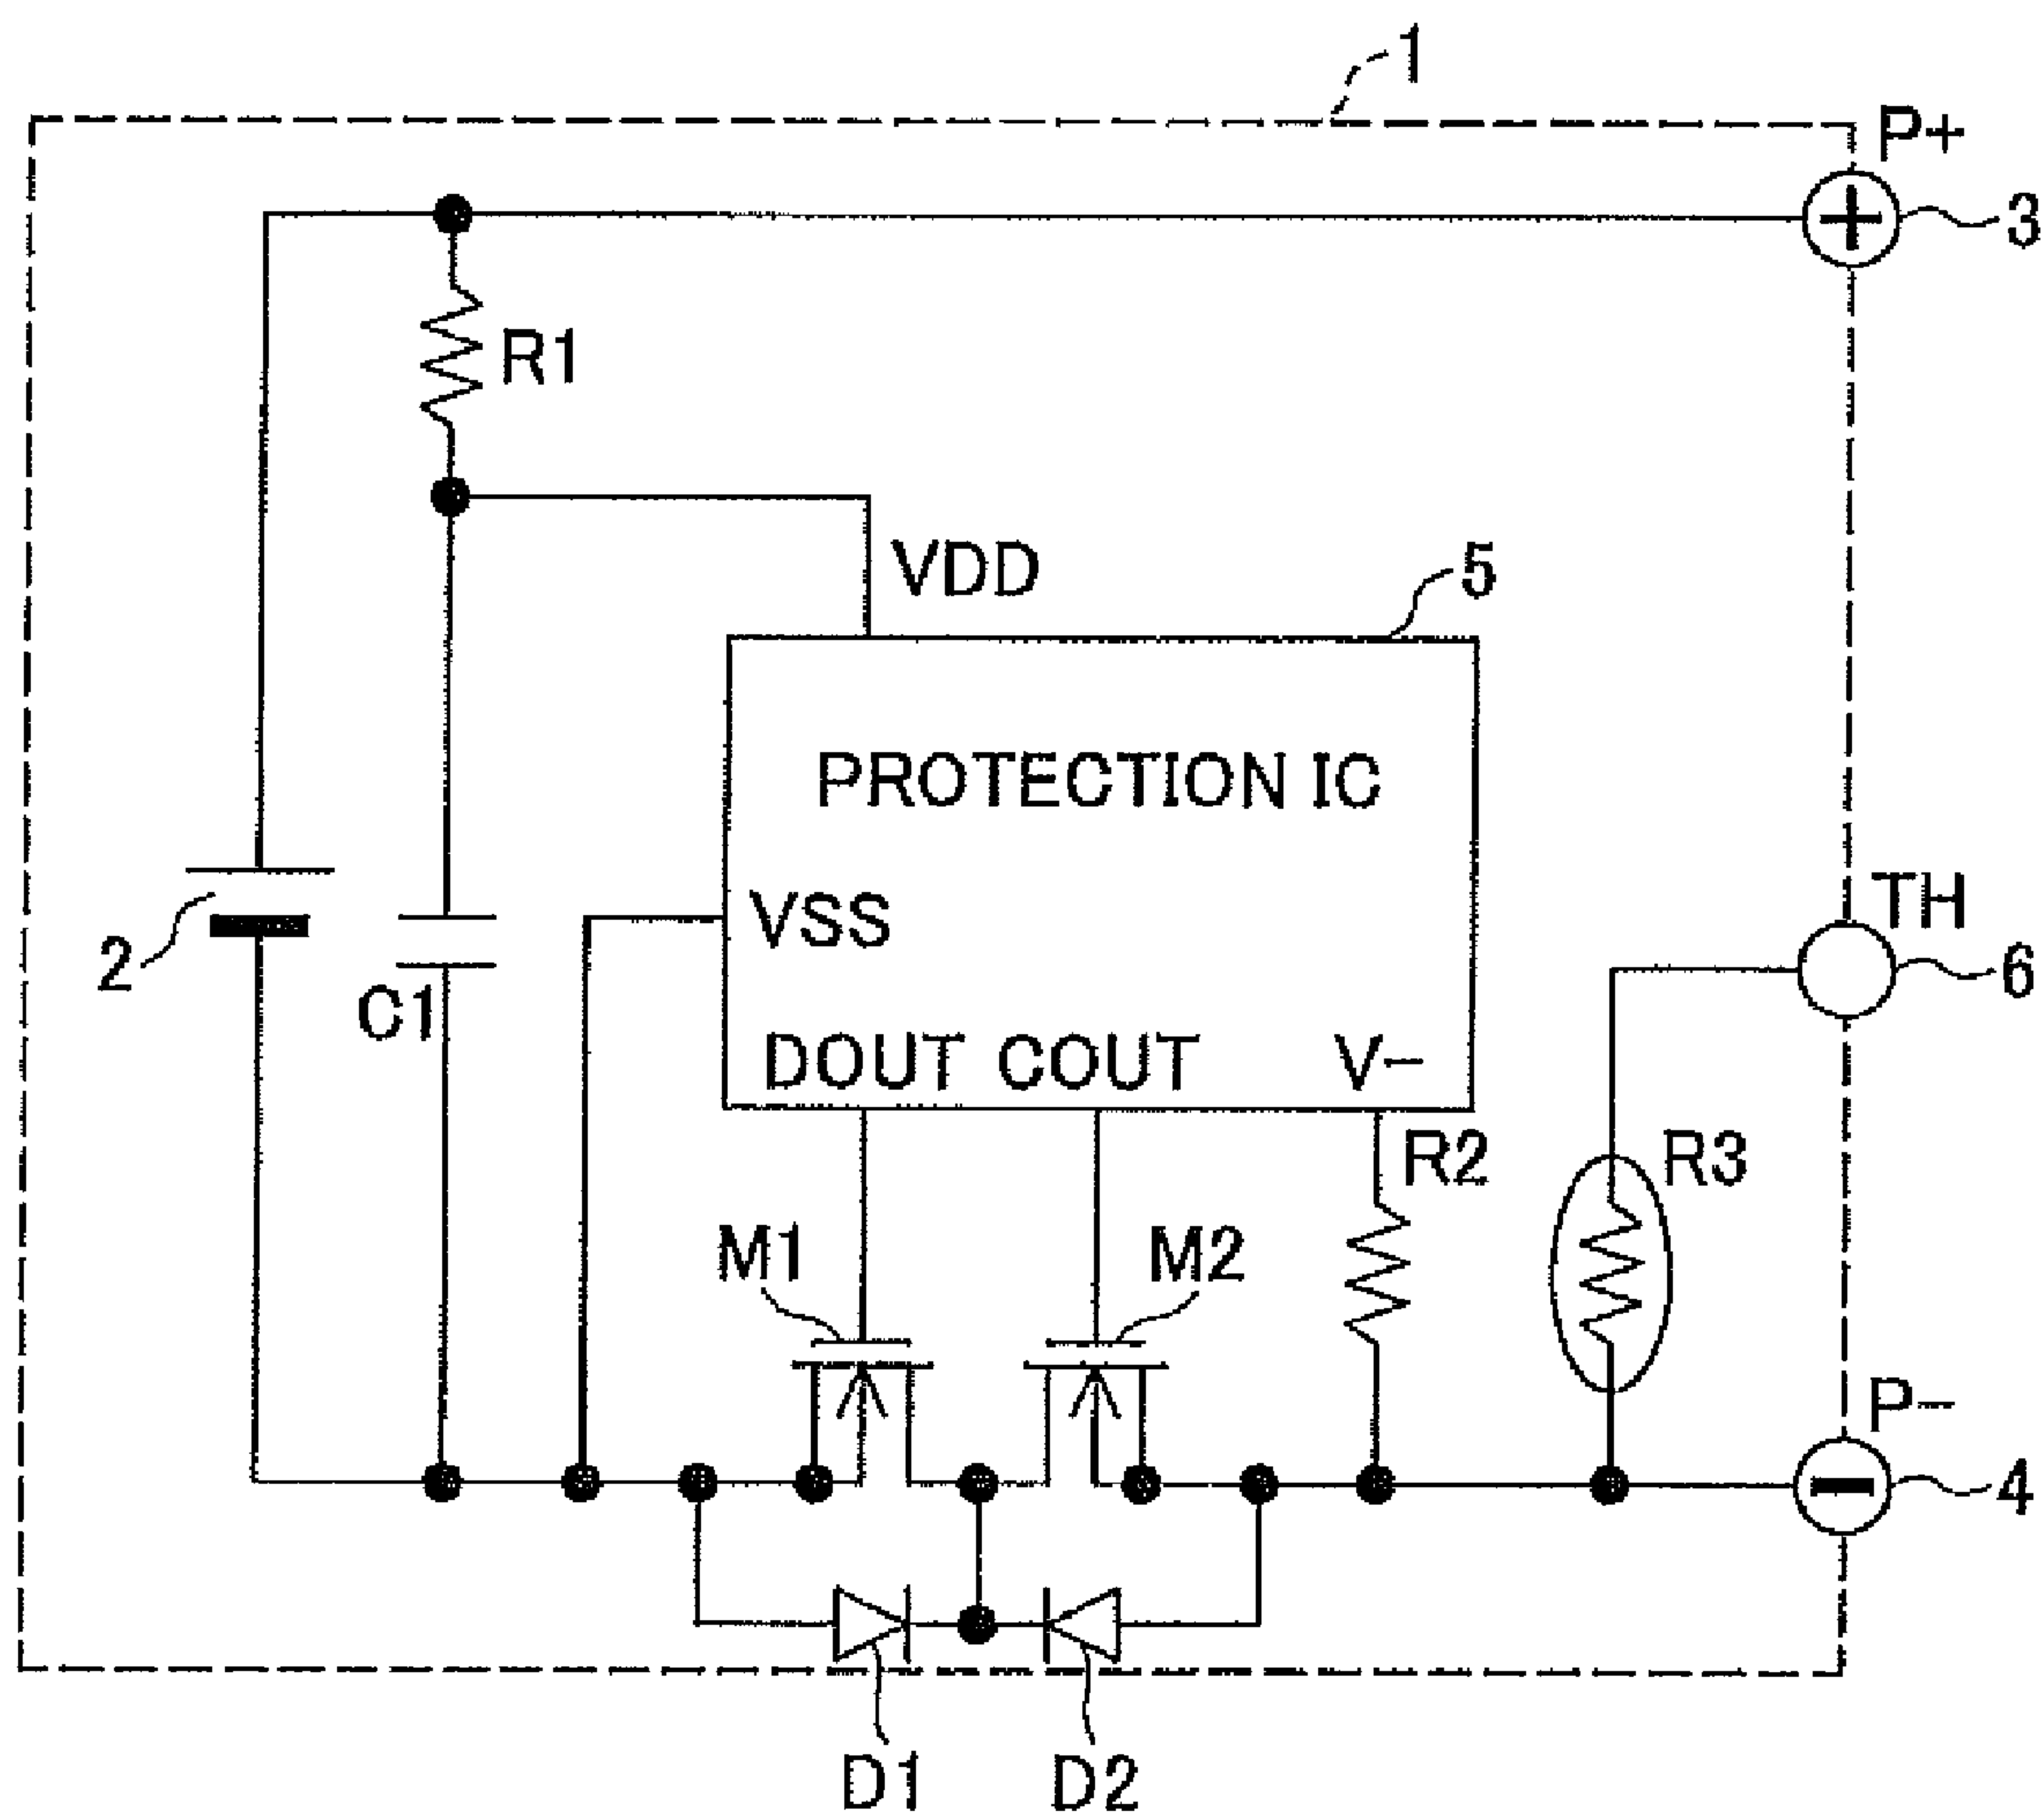 1
P+
3
R1
VDD
5
PROTECTION IC
VSS
TH
2
6
C1
DOUT COUT V-
R2
R3
M1
M2
P-
4
D1
D2